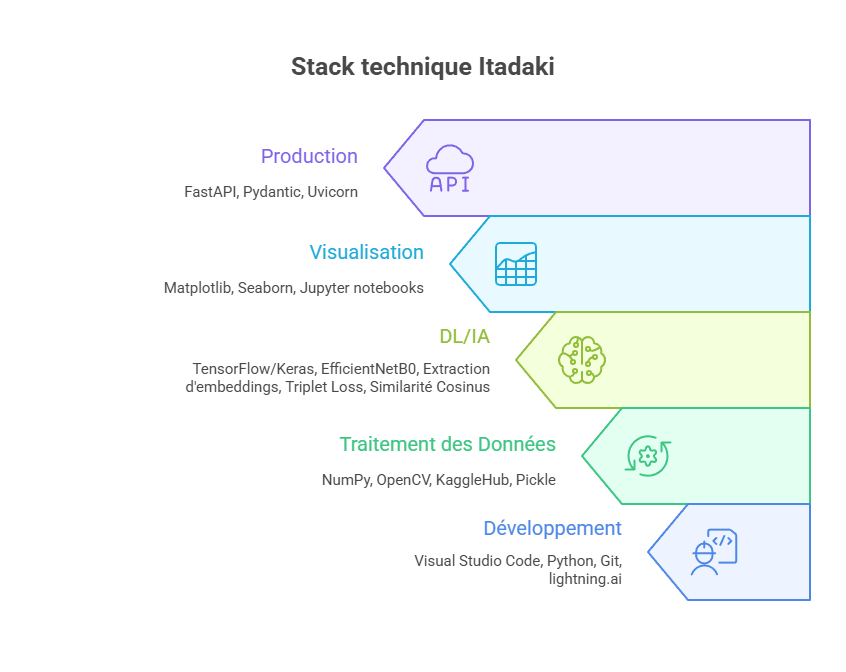 Stack technique Itadaki
Production
FastAPI, Pydantic, Uvicorn
API
Visualisation
Matplotlib, Seaborn, Jupyter notebooks
DL/IA
TensorFlow/Keras, EfficientNetB0, Extraction
d'embeddings, Triplet Loss, Similarité Cosinus
Traitement des Données
NumPy, OpenCV, KaggleHub, Pickle
Développement
Visual Studio Code, Python, Git,
lightning.ai